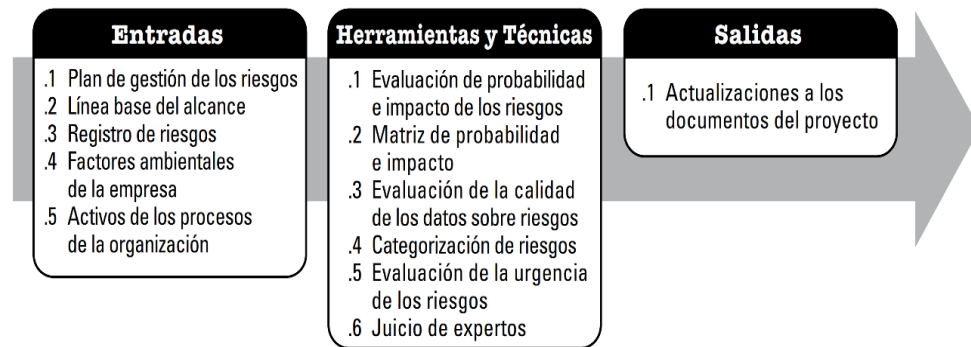 Entradas
.1 Plan de gestión de los riesgos
.2 Línea base del alcance
.3 Registro de riesgos
.4 Factores ambientales
de la empresa
.5 Activos de los procesos
de la organización
Herramientas y Técnicas
.1 Evaluación de probabilidad
e impacto de los riesgos
.2 Matriz de probabilidad
e impacto
.3 Evaluación de la calidad
de los datos sobre riesgos
.4 Categorización de riesgos
.5 Evaluación de la urgencia
de los riesgos
.6 Juicio de expertos
Salidas
.1 Actualizaciones a los
documentos del proyecto